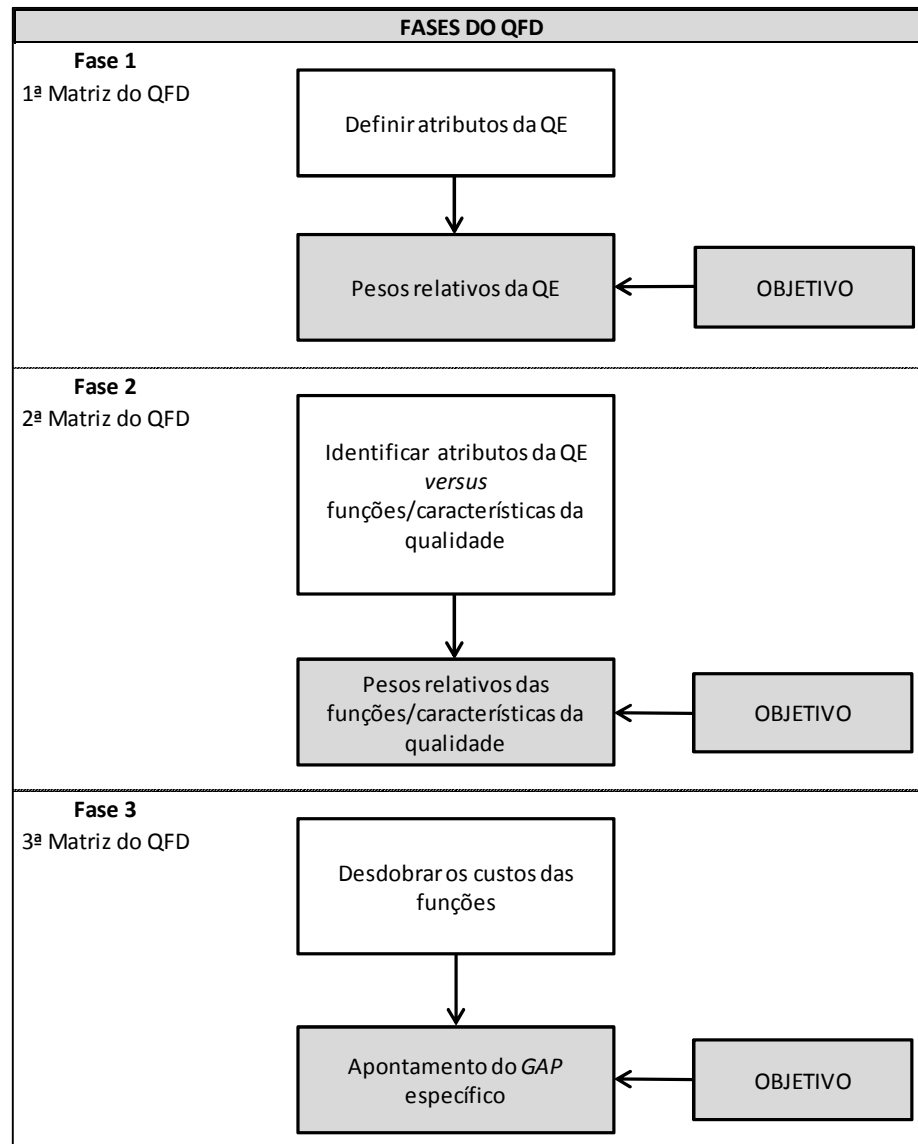 FASES DO QFD
Fase 1
1ª Matriz do QFD
Definir atributos da QE
Pesos relativos da QE
OBJETIVO
Fase 2
2ª Matriz do QFD
Identificar atributos da QE
versus
funções/características da
qualidade
Pesos relativos das
funções/características da
qualidade
OBJETIVO
Fase 3
3ª Matriz do QFD
Desdobrar os custos das
funções
Apontamento do GAP
específico
OBJETIVO